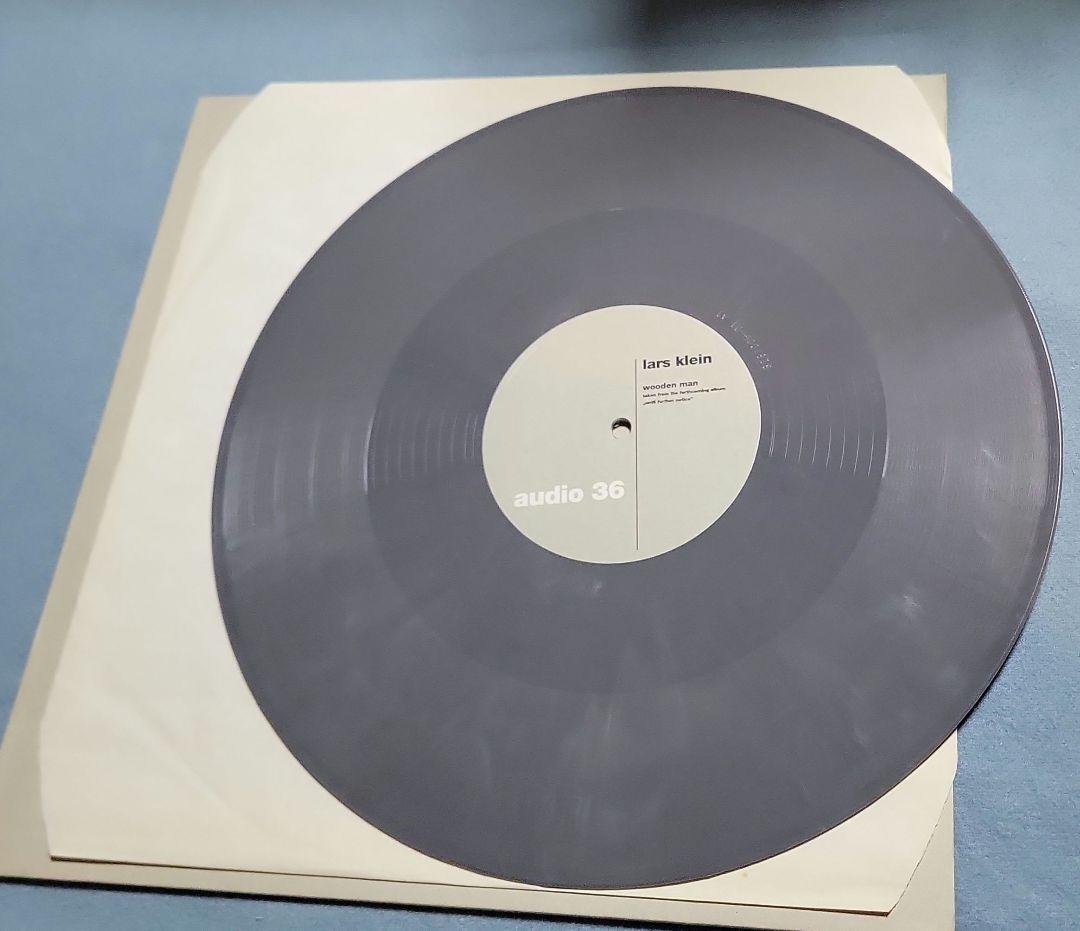 lars klein
wooden man
taken from the forthcoming album
„until further notice"
audio 36